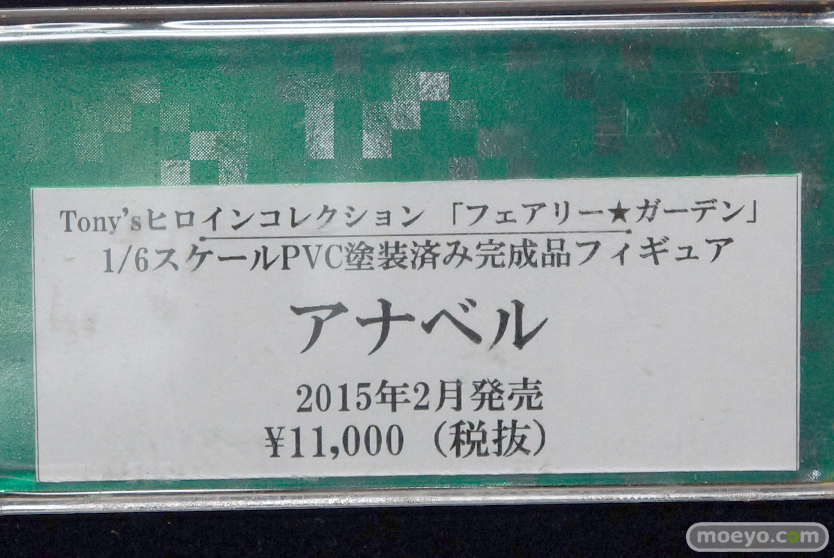 Tony'sヒロインコレクション「フェアリー★ガーデン」
1/6スケールPVC塗装済み完成品フィギュア
アナベル
2015年2月発売
¥11,000（税抜）
moeyo.com